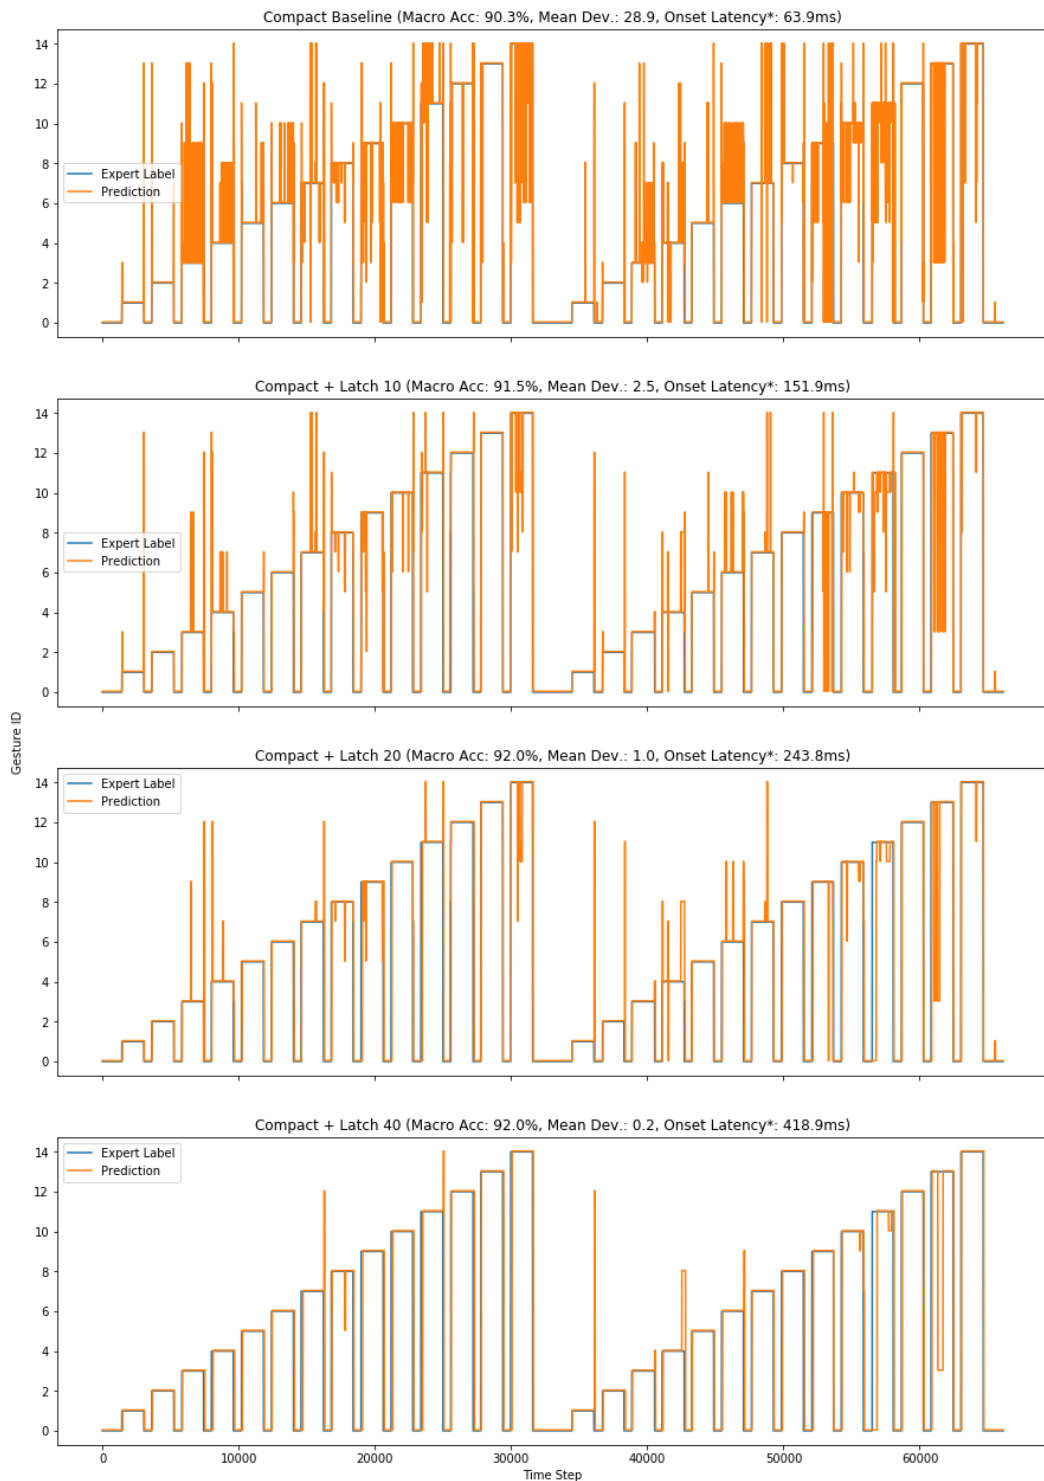 Compact Baseline (Macro Acc: 90.3%, Mean Dev.: 28.9, Onset Latency*: 63.9ms)
14
12
10
8
6
4
2
0
Expert Label
Prediction
Compact + Latch 10 (Macro Acc: 91.5%, Mean Dev.: 2.5, Onset Latency*: 151.9ms)
14
12
10
8
6
4
2
0
Expert Label
Prediction
Gesture ID
Compact + Latch 20 (Macro Acc: 92.0%, Mean Dev.: 1.0, Onset Latency*: 243.8ms)
14
12
10
8
6
4
2
0
Expert Label
Prediction
Compact + Latch 40 (Macro Acc: 92.0%, Mean Dev.: 0.2, Onset Latency*: 418.9ms)
14
12
10
8
6
4
2
0
Expert Label
Prediction
0 10000 20000 30000 40000 50000 60000
Time Step